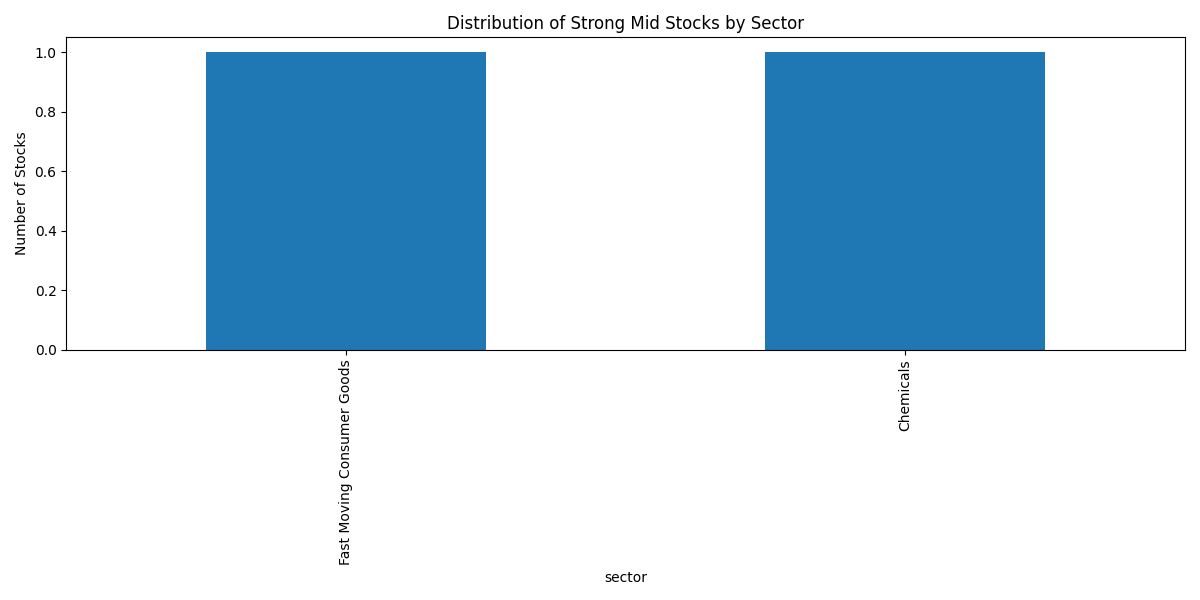 Distribution of Strong Mid Stocks by Sector
Number of Stocks
1.0
0.8
0.6
0.4
0.2
0.0
Fast Moving Consumer Goods
Chemicals
sector